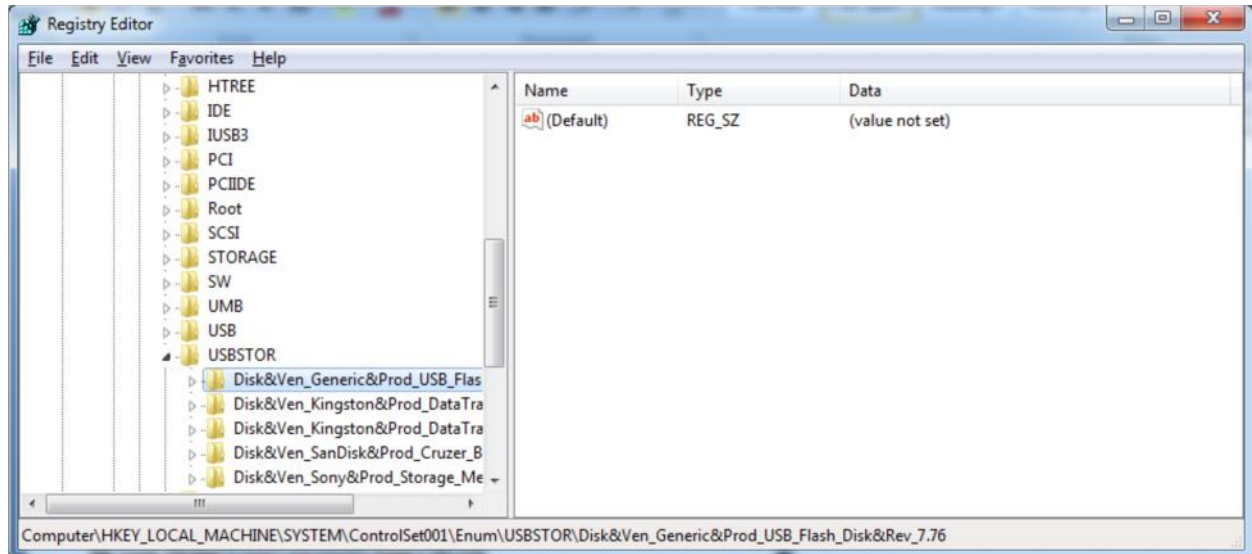 Registry Editor
File Edit View Favorites Help
HTREE
IDE
IUSB3
PCI
PCIIDE
Root
SCSI
STORAGE
SW
UMB
USB
USBSTOR
Disk&Ven_Generic&Prod_USB_Flas
Disk&Ven_Kingston&Prod_DataTra
Disk&Ven_Kingston&Prod_DataTra
Disk&Ven_SanDisk&Prod_Cruzer_B
Disk&Ven_Sony&Prod_Storage_Me
Name Type Data
ab (Default) REG_SZ (value not set)
Computer\HKEY_LOCAL_MACHINE\SYSTEM\ControlSet001\Enum\USBSTOR\Disk&Ven_Generic&Prod_USB_Flash_Disk&Rev_7.76